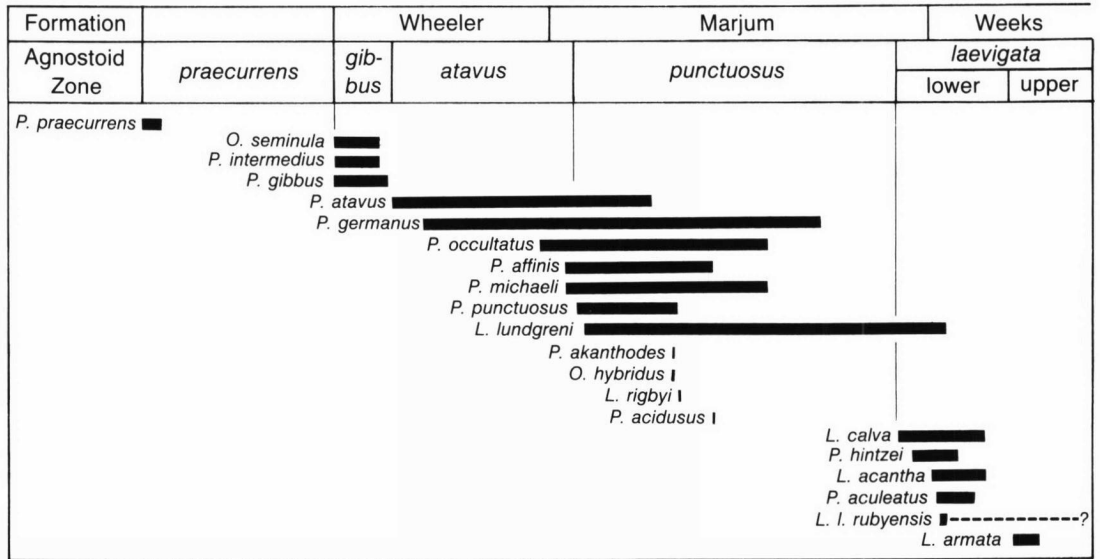 Formation Wheeler Marjum Weeks
Agnostoid Zone praecurrens gib-bus atavus punctuosus laevigata
lower upper
P. praecurrens
O. seminula
P. intermedius
P. gibbus
P. atavus
P. germanus
P. occultatus
P. affinis
P. michaeli
P. punctuosus
L. lundgreni
P. akanthodes
O. hybridus
L. rigbyi
P. acidusus
L. calva
P. hintzei
L. acantha
P. aculeatus
L. l. rubyensis ?
L. armata